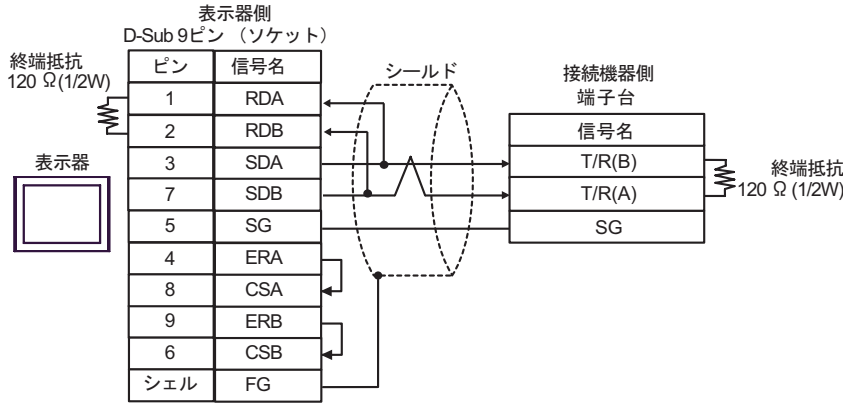 表示器側
D-Sub 9ピン (ソケット)
終端抵抗
120 Ω(1/2W)
ピン 信号名
1 RDA
2 RDB
3 SDA
7 SDB
5 SG
4 ERA
8 CSA
9 ERB
6 CSB
シェル FG
表示器
シールド
接続機器側
端子台
信号名
T/R(B)
T/R(A)
SG
終端抵抗
120 Ω (1/2W)